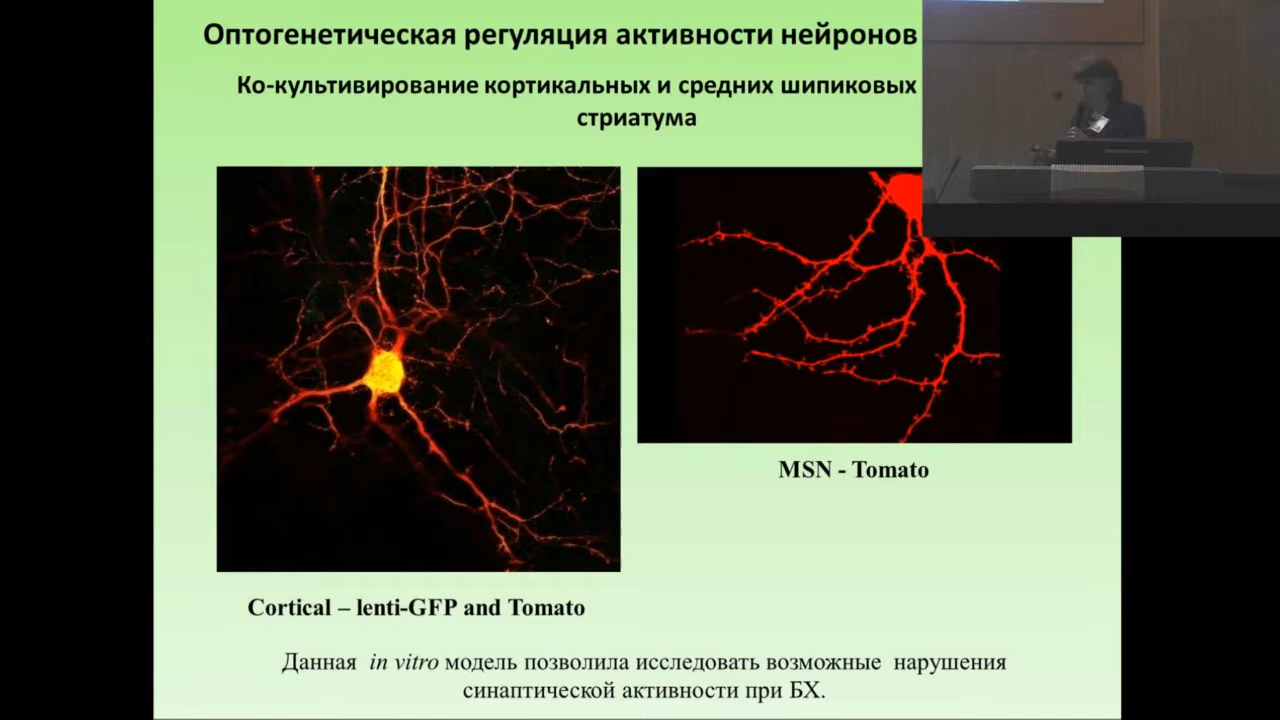 Оптогенетическая регуляция активности нейронов
Ко-культивирование кортикальных и средних шипиковых
стриатума
MSN - Tomato
Cortical – lenti-GFP and Tomato
Данная in vitro модель позволила исследовать возможные нарушения
синаптической активности при БХ.